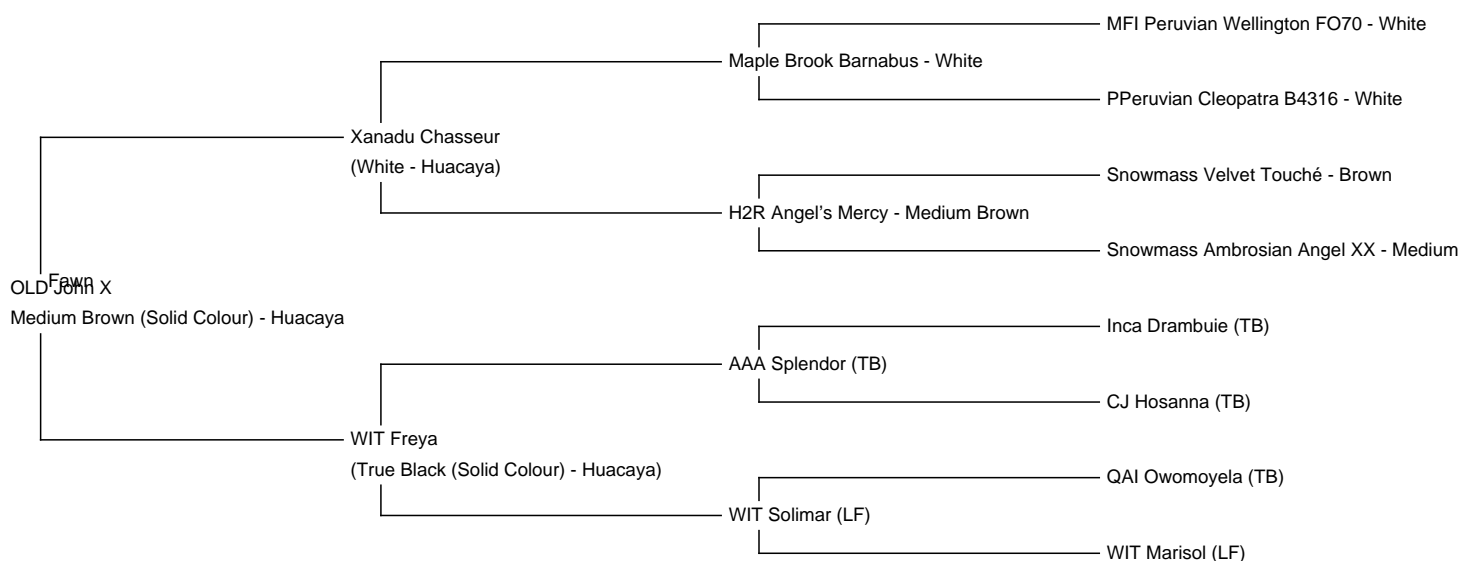 MFI Peruvian Wellington FO70 - White
Maple Brook Barnabus - White
PPeruvian Cleopatra B4316 - White
Xanadu Chasseur
(White - Huacaya)
Snowmass Velvet Touché - Brown
H2R Angel's Mercy - Medium Brown
Snowmass Ambrosian Angel XX - Medium
Fawn
OLD John X
Medium Brown (Solid Colour) - Huacaya
Inca Drambuie (TB)
AAA Splendor (TB)
CJ Hosanna (TB)
WIT Freya
(True Black (Solid Colour) - Huacaya)
QAI Owomoyela (TB)
WIT Solimar (LF)
WIT Marisol (LF)